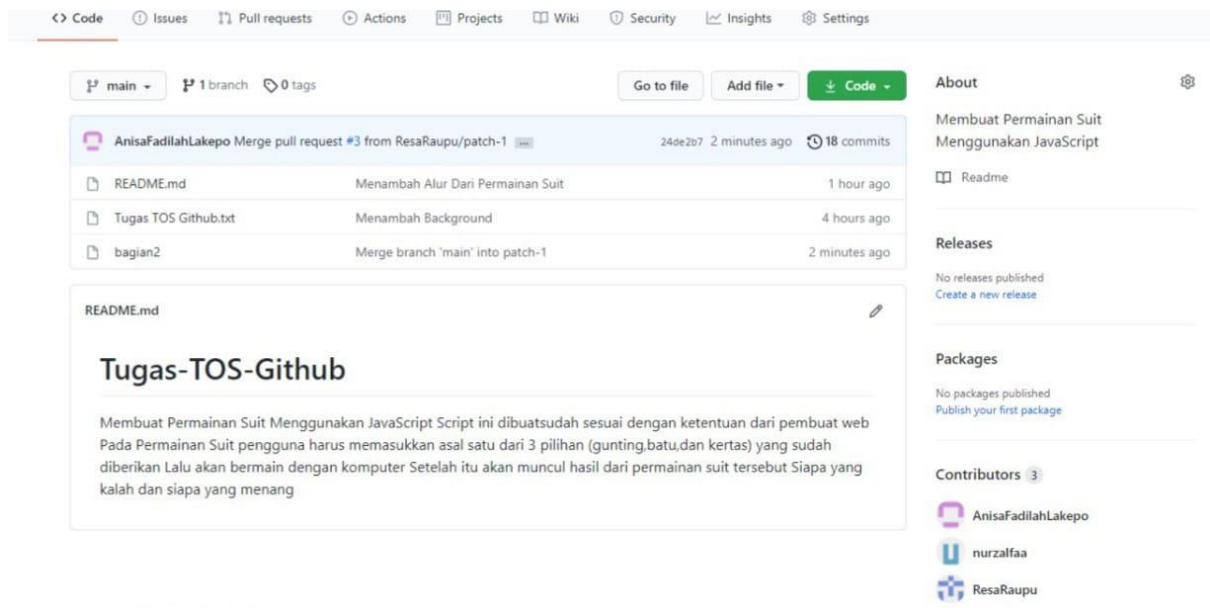 <> Code Issues Pull requests Actions Projects Wiki Security Insights Settings
main 1 branch 0 tags Go to file Add file Code
AnisaFadilahLakepo Merge pull request #3 from ResaRaupu/patch-1 ... 24de2b7 2 minutes ago 18 commits
README.md Menambah Alur Dari Permainan Suit 1 hour ago
Tugas TOS Github.txt Menambah Background 4 hours ago
bagian2 Merge branch 'main' into patch-1 2 minutes ago
README.md
Tugas-TOS-Github
Membuat Permainan Suit Menggunakan JavaScript Script ini dibuatsudah sesuai dengan ketentuan dari pembuat web
Pada Permainan Suit pengguna harus memasukkan asal satu dari 3 pilihan (gunting,batu,dan kertas) yang sudah
diberikan Lalu akan bermain dengan komputer Setelah itu akan muncul hasil dari permainan suit tersebut Siapa yang
kalah dan siapa yang menang
About
Membuat Permainan Suit
Menggunakan JavaScript
Readme
Releases
No releases published
Create a new release
Packages
No packages published
Publish your first package
Contributors 3
AnisaFadilahLakepo
nurzalfaa
ResaRaupu